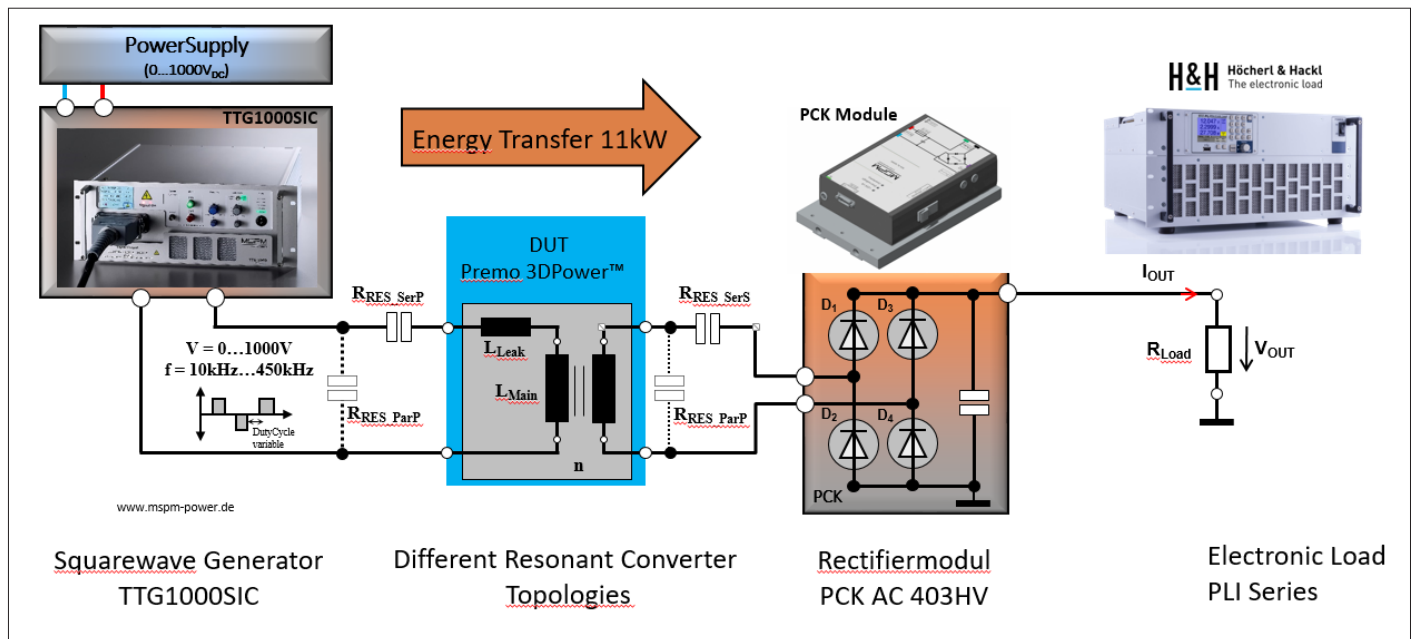 PowerSupply
(0...1000VDC)
TTG1000SIC
Energy Transfer 11kW
PCK Module
H&H Höcherl & Hackl
The electronic load
DUT
Premo 3DPower™
RRES_SerP
LLeak
LMain
n
RRES_SerS
V = 0...1000V
f = 10kHz...450kHz
DutyCycle
variable
RRES_ParP
RRES_ParP
D1
D3
D2
D4
PCK
IOUT
RLoad
VOUT
www.mspm-power.de
Squarewave Generator
TTG1000SIC
Different Resonant Converter
Topologies
Rectifiermodul
PCK AC 403HV
Electronic Load
PLI Series